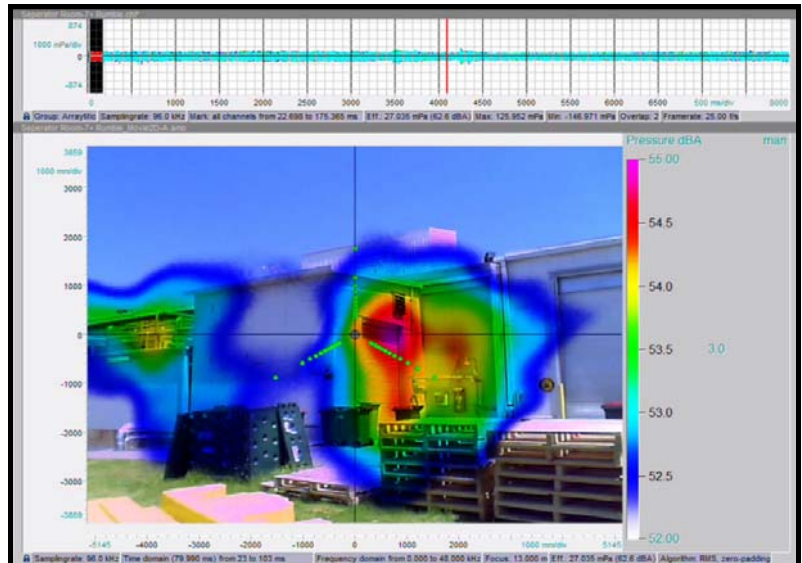 Seperator Room-7+ Rumble.chl
874
1000 mPa/div
0
-874
0 1000 1500 2000 2500 3000 3500 4000 4500 5000 5500 6000 6500 500 ms/div 8000
Group: ArrayMic Samplingrate: 96.0 kHz Mark: all channels from 22.698 to 175.365 ms Eff.: 27.035 mPa (62.6 dBA) Max: 125.952 mPa Min: -146.971 mPa Overlap: 2 Framerate: 25.00 f/s
Seperator Room-7+ Rumble_Movie2D-A.amo
3859
1000 mm/div
3000
2000
1000
0
-1000
-2000
-3000
-3859
-5145 -4000 -3000 -2000 -1000 0 1000 2000 1000 mm/div 5145
Pressure dBA man
55.00
54.5
54.0
53.5 3.0
53.0
52.5
52.00
Samplingrate: 96.0 kHz Time domain (79.990 ms) from 23 to 103 ms Frequency domain from 0.000 to 48.000 kHz Focus: 13.000 m Eff.: 27.035 mPa (62.6 dBA) Algorithm: RMS, zero-padding